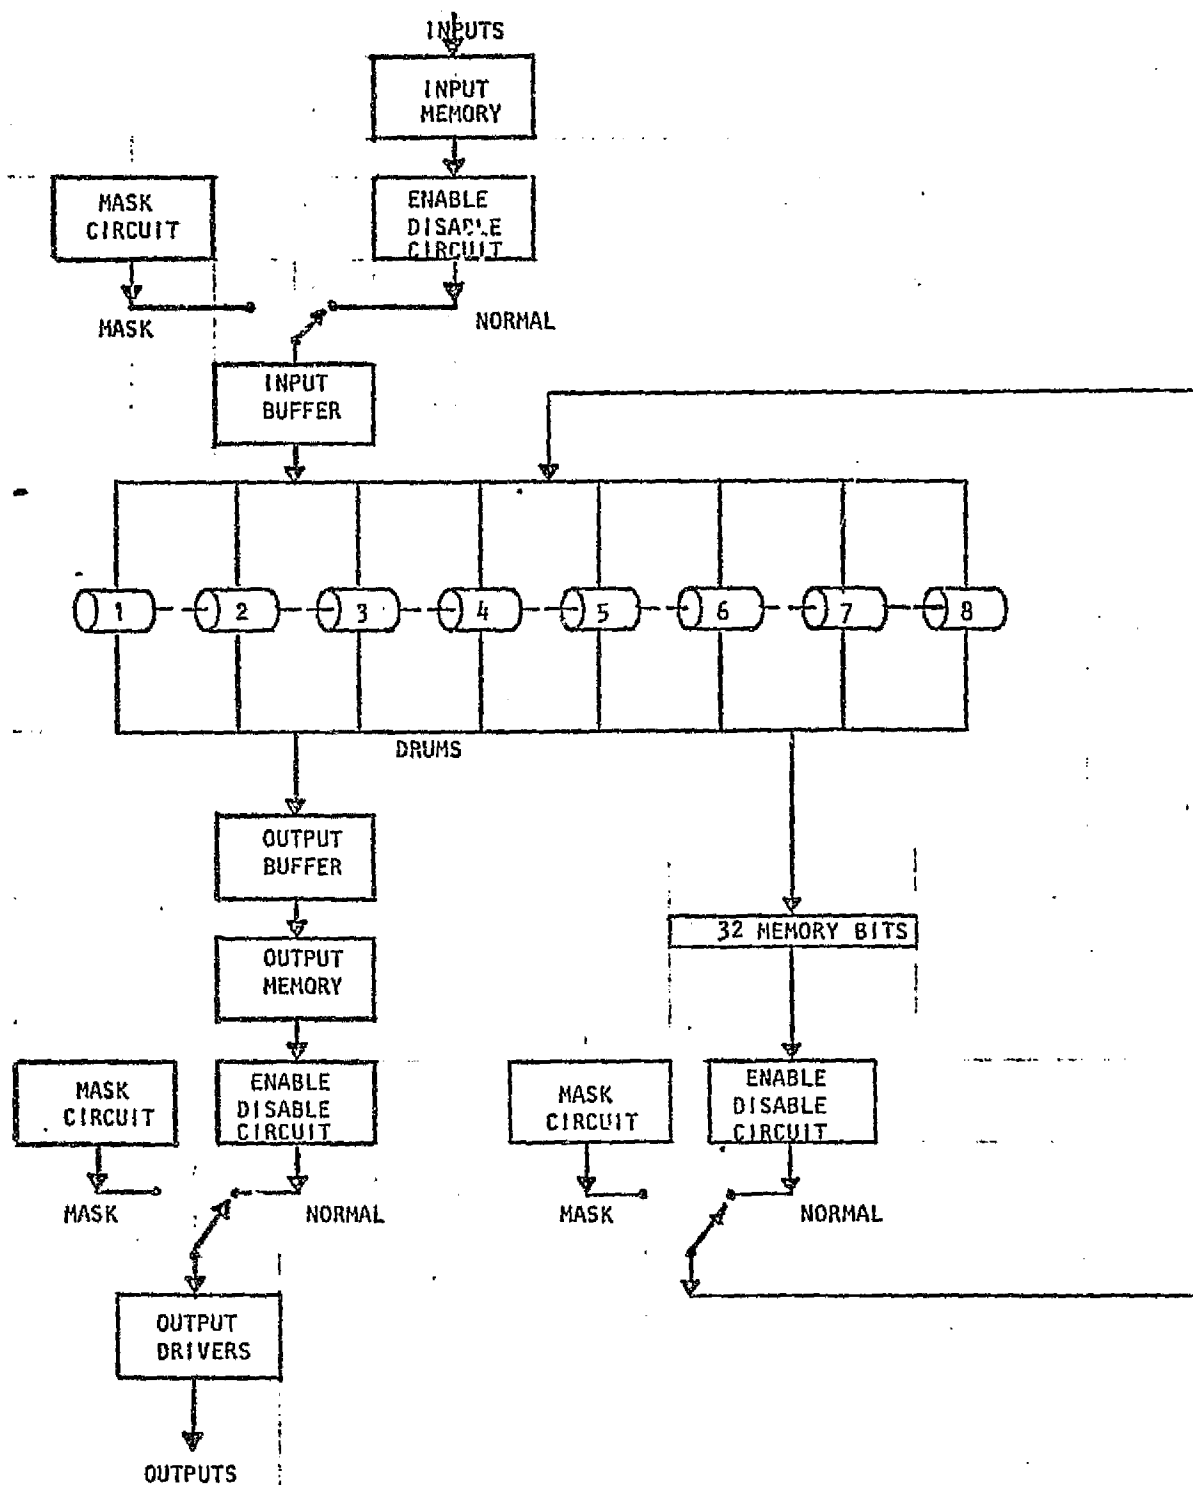 INPUTS
INPUT
MEMORY
MASK
CIRCUIT
ENABLE
DISABLE
CIRCUIT
MASK
NORMAL
INPUT
BUFFER
1 2 3 4 5 6 7 8
DRUMS
OUTPUT
BUFFER
32 MEMORY BITS
OUTPUT
MEMORY
MASK
CIRCUIT
ENABLE
DISABLE
CIRCUIT
MASK
CIRCUIT
ENABLE
DISABLE
CIRCUIT
MASK
NORMAL
MASK
NORMAL
OUTPUT
DRIVERS
OUTPUTS